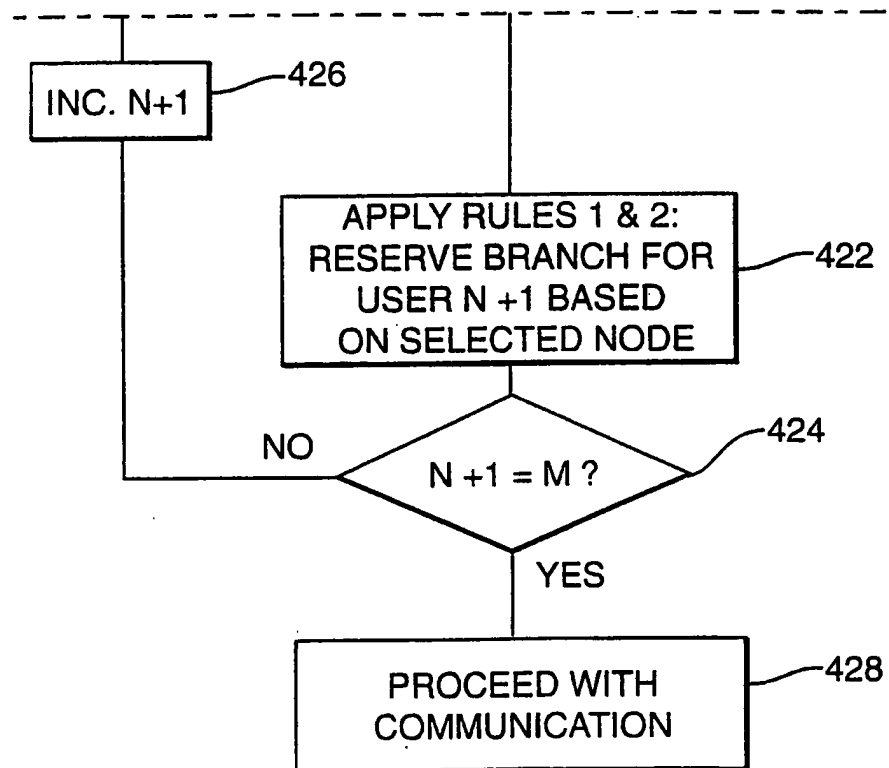 426
INC. N+1
APPLY RULES 1 & 2:
RESERVE BRANCH FOR
USER N +1 BASED
ON SELECTED NODE
422
424
NO
N +1 = M ?
YES
428
PROCEED WITH
COMMUNICATION